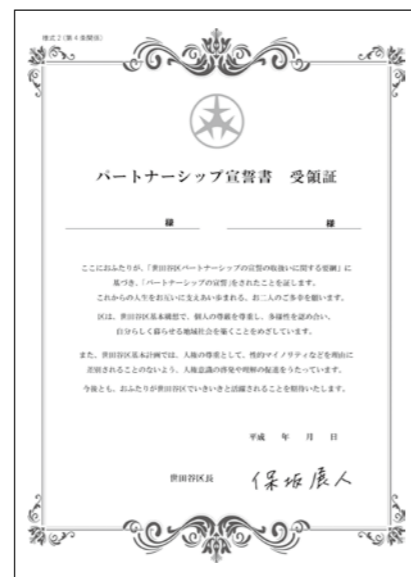 様式2(第4条関係)
パートナーシップ宣誓書 受領証
様 様
ここにおふたりが、「世田谷区パートナーシップの宣誓の取扱いに関する要綱」に
基づき、「パートナーシップの宣誓」をされたことを証します。
これからの人生をお互いに支えあい歩まれる、お二人のご多幸を願います。
区は、世田谷区基本構想で、個人の尊厳を尊重し、多様性を認め合い、
自分らしく暮らせる地域社会を築くことをめざしています。
また、世田谷区基本計画では、人権の尊重として、性的マイノリティなどを理由に
差別されることのないよう、人権意識の啓発や理解の促進をうたっています。
今後とも、おふたりが世田谷区でいきいきと活躍されることを期待いたします。
平成 年 月 日
世田谷区長 保坂展人